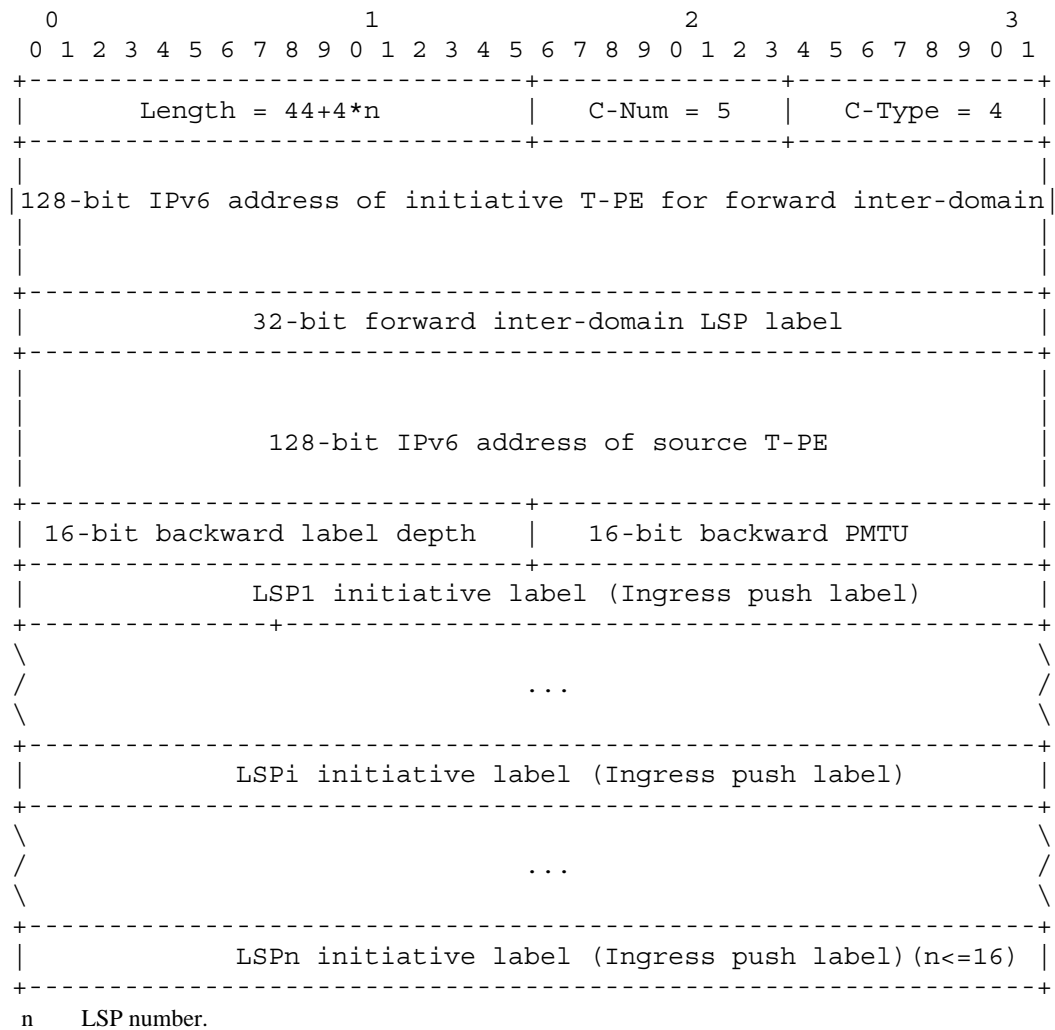 0 1 2 3
0 1 2 3 4 5 6 7 8 9 0 1 2 3 4 5 6 7 8 9 0 1 2 3 4 5 6 7 8 9 0 1
Length = 44+4*n | C-Num = 5 | C-Type = 4
128-bit IPv6 address of initiative T-PE for forward inter-domain
32-bit forward inter-domain LSP label
128-bit IPv6 address of source T-PE
16-bit backward label depth | 16-bit backward PMTU
LSP1 initiative label (Ingress push label)
...
LSPi initiative label (Ingress push label)
...
LSPn initiative label (Ingress push label)(n<=16)
n LSP number.